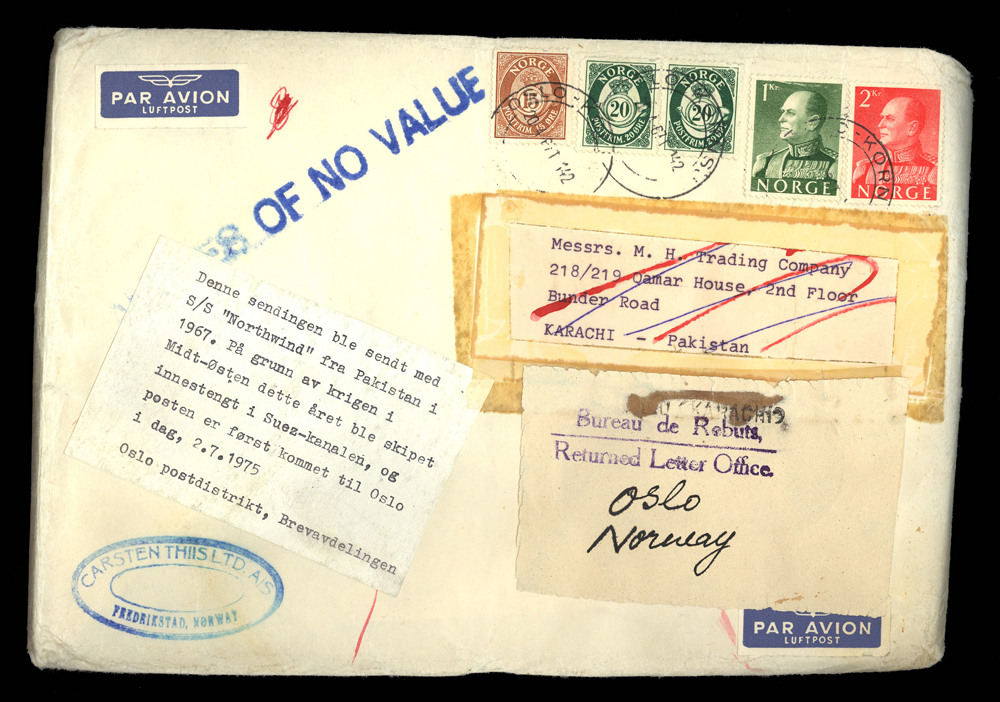 PAR AVION
LUFTPOST
OF NO VALUE
NORGE
15
POSTFRIM. 15 ØRE
NORGE
20
POSTFRIM. 20 ØRE
NORGE
20
1 Kr.
NORGE
2 Kr.
NORGE
OSLO
Messrs. M. H. Trading Company
218/219 Qamar House, 2nd Floor
Bunder Road
KARACHI - Pakistan
Denne sendingen ble sendt med
S/S "Northwind" fra Pakistan i
1967. På grunn av krigen i
Midt-Østen dette året ble skipet
innestengt i Suez-kanalen, og
posten er først kommet til Oslo
i dag, 2.7.1975
Oslo postdistrikt, Brevavdelingen
KARACHI
Bureau de Rebuts,
Returned Letter Office.
Oslo
Norway
CARSTEN THIIS LTD. A/S
FREDRIKSTAD, NORWAY
PAR AVION
LUFTPOST